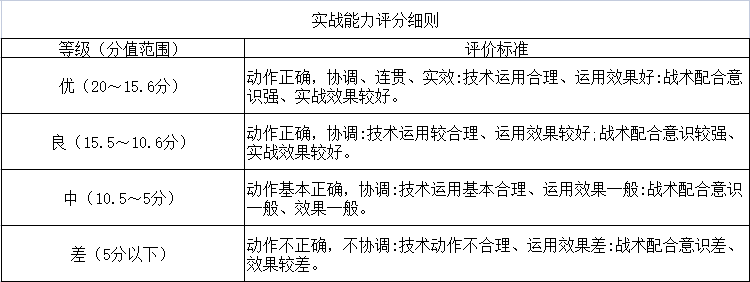 实战能力评分细则
等级（分值范围）
评价标准
优（20～15.6分）
动作正确，协调、连贯、实效:技术运用合理、运用效果好:战术配合意
识强、实战效果较好。
良（15.5～10.6分）
动作正确，协调:技术运用较合理、运用效果较好;战术配合意识较强、
实战效果较好。
中（10.5～5分）
动作基本正确，协调:技术运用基本合理、运用效果一般:战术配合意识
一般、效果一般。
差（5分以下）
动作不正确，不协调:技术动作不合理、运用效果差:战术配合意识差、
效果较差。